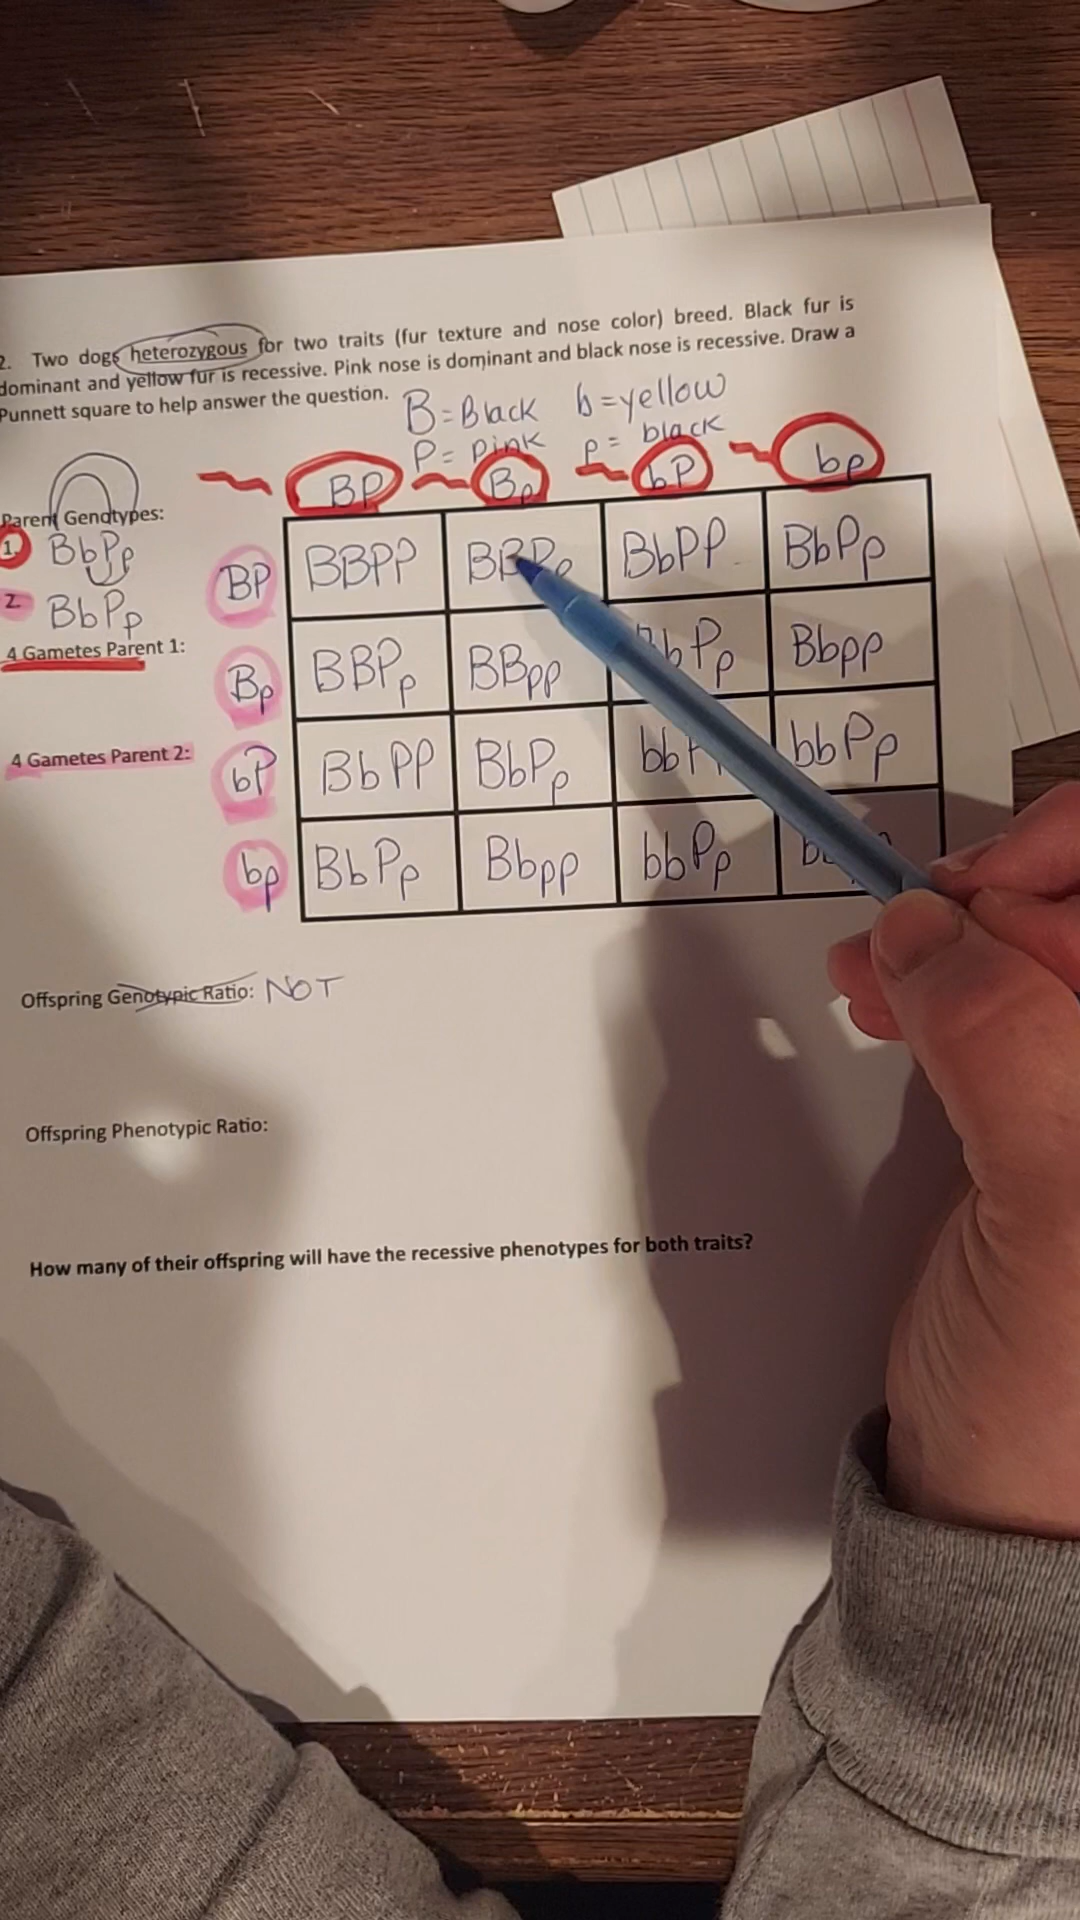 2. Two dogs heterozygous for two traits (fur texture and nose color) breed. Black fur is
dominant and yellow fur is recessive. Pink nose is dominant and black nose is recessive. Draw a
Punnett square to help answer the question.
B = Black b = yellow
P = pink p = black
BP Bp bP bp
Parent Genotypes:
1. BbPp
2. BbPp
4 Gametes Parent 1:
4 Gametes Parent 2:
BP BBPP BBPp BbPP BbPp
Bp BBPp BBpp BbPp Bbpp
bP BbPP BbPp bbPp
bp BbPp Bbpp bbPp
Offspring Genotypic Ratio: NOT
Offspring Phenotypic Ratio:
How many of their offspring will have the recessive phenotypes for both traits?